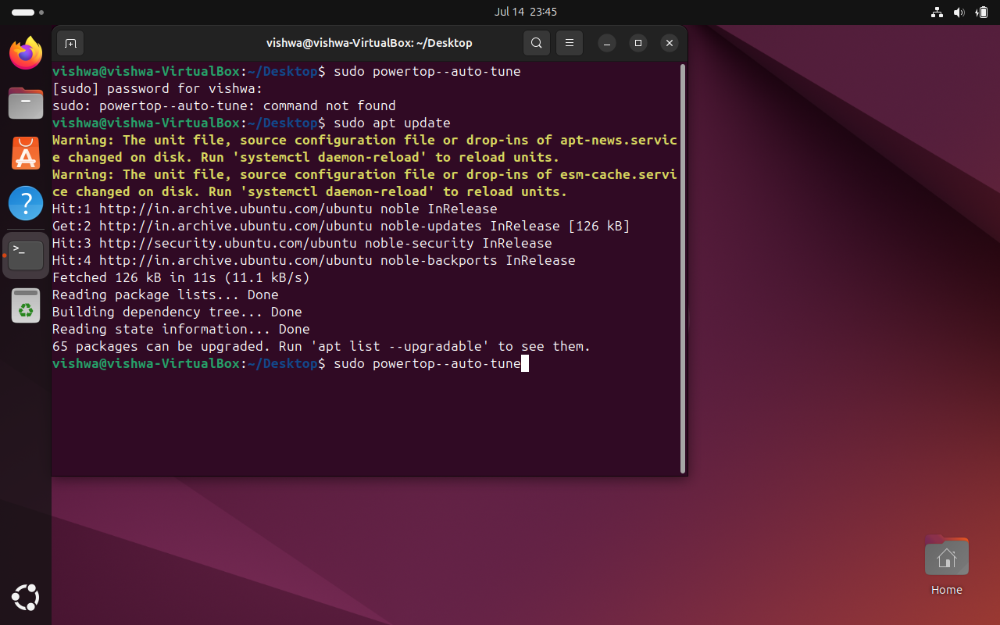 Jul 14 23:45
vishwa@vishwa-VirtualBox: ~/Desktop
vishwa@vishwa-VirtualBox:~/Desktop$ sudo powertop--auto-tune
[sudo] password for vishwa:
sudo: powertop--auto-tune: command not found
vishwa@vishwa-VirtualBox:~/Desktop$ sudo apt update
Warning: The unit file, source configuration file or drop-ins of apt-news.servic
e changed on disk. Run 'systemctl daemon-reload' to reload units.
Warning: The unit file, source configuration file or drop-ins of esm-cache.servi
ce changed on disk. Run 'systemctl daemon-reload' to reload units.
Hit:1 http://in.archive.ubuntu.com/ubuntu noble InRelease
Get:2 http://in.archive.ubuntu.com/ubuntu noble-updates InRelease [126 kB]
Hit:3 http://security.ubuntu.com/ubuntu noble-security InRelease
Hit:4 http://in.archive.ubuntu.com/ubuntu noble-backports InRelease
Fetched 126 kB in 11s (11.1 kB/s)
Reading package lists... Done
Building dependency tree... Done
Reading state information... Done
65 packages can be upgraded. Run 'apt list --upgradable' to see them.
vishwa@vishwa-VirtualBox:~/Desktop$ sudo powertop--auto-tune
Home